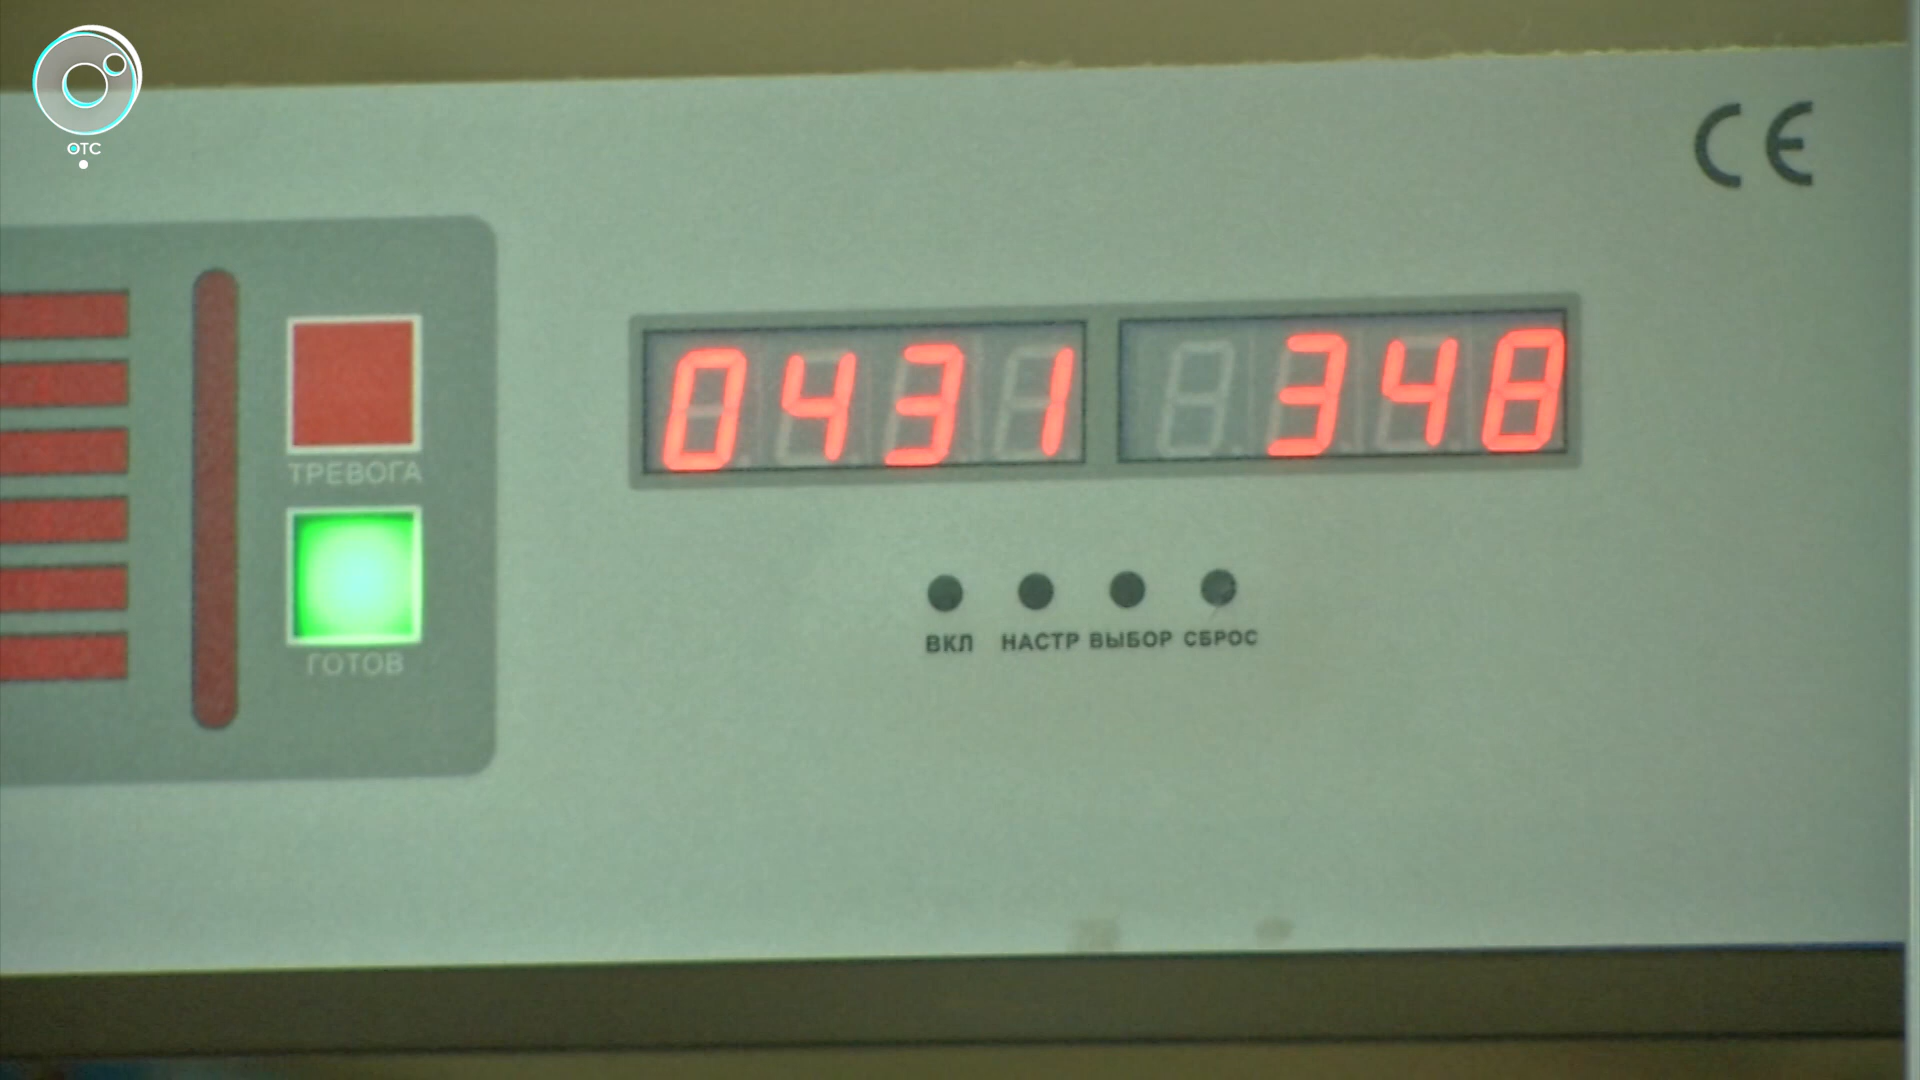 ОТС
CE
0431 348
ТРЕВОГА
ГОТОВ
ВКЛ НАСТР ВЫБОР СБРОС